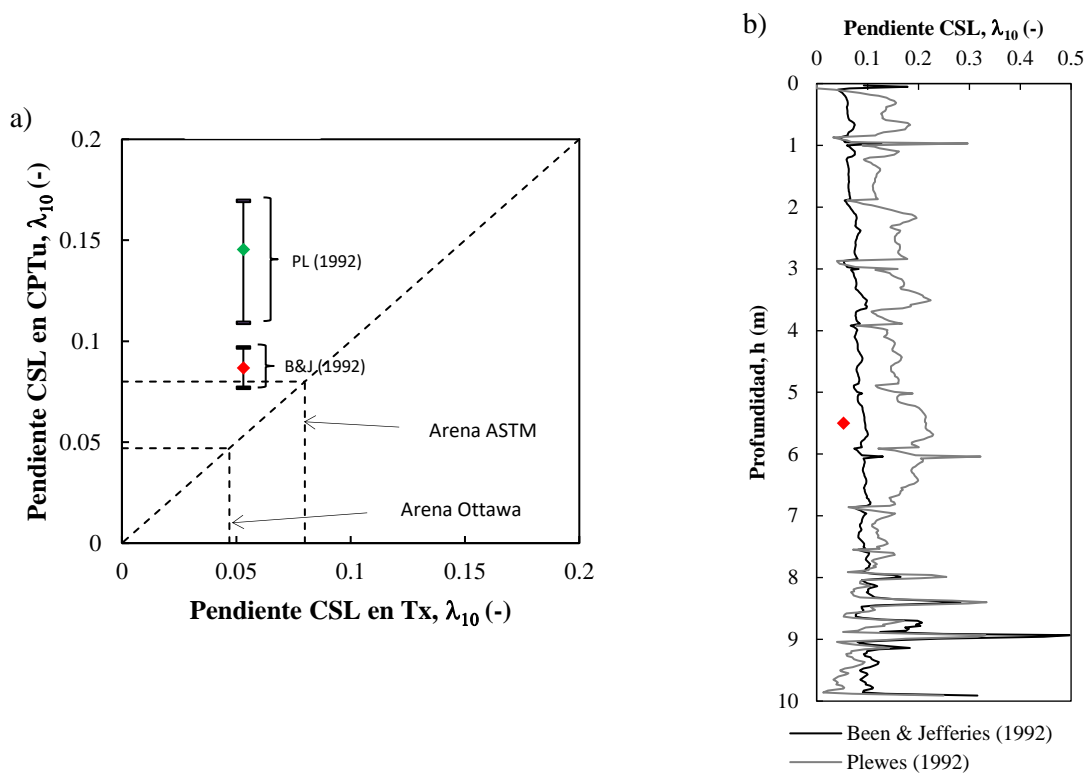 a)
Pendiente CSL en CPTu, λ10 (-)
0.2
0.15
0.1
0.05
0
PL (1992)
B&J (1992)
Arena ASTM
Arena Ottawa
0 0.05 0.1 0.15 0.2
Pendiente CSL en Tx, λ10 (-)
b)
Pendiente CSL, λ10 (-)
0 0.1 0.2 0.3 0.4 0.5
Profundidad, h (m)
0
1
2
3
4
5
6
7
8
9
10
Been & Jefferies (1992)
Plewes (1992)